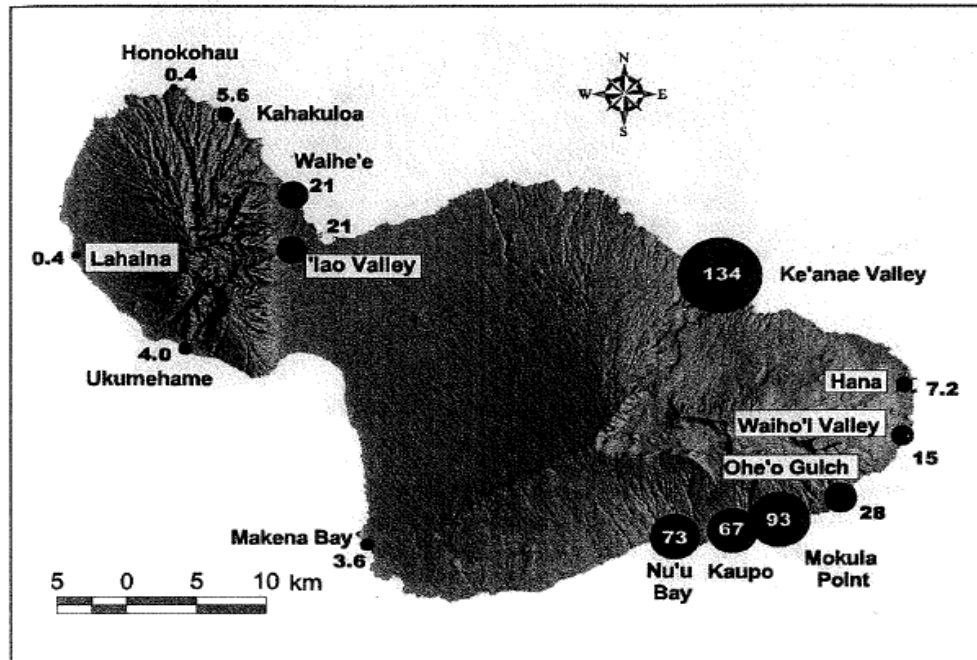 Honokohau
0.4
5.6
Kahakuloa
N
W E
S
Waihe'e
21
21
'Iao Valley
0.4
Lahaina
134
Ke'anae Valley
4.0
Ukumehame
Hana
7.2
Waiho'i Valley
15
Ohe'o Gulch
28
93
67
73
Mokula
Point
Kaupo
Nu'u
Bay
Makena Bay
3.6
5 0 5 10 km